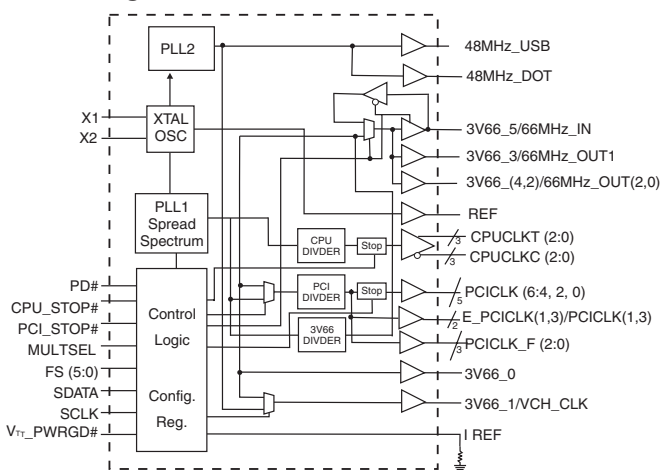 PLL2
48MHz_USB
48MHz_DOT
X1
X2
XTAL
OSC
3V66_5/66MHz_IN
3V66_3/66MHz_OUT1
3V66_(4,2)/66MHz_OUT(2,0)
REF
PLL1
Spread
Spectrum
CPU
DIVDER
Stop
3
CPUCLKT (2:0)
3
CPUCLKC (2:0)
PD#
CPU_STOP#
PCI_STOP#
MULTSEL
FS (5:0)
SDATA
SCLK
VTT_PWRGD#
Control
Logic
Config.
Reg.
PCI
DIVDER
Stop
5
PCICLK (6:4, 2, 0)
2
E_PCICLK(1,3)/PCICLK(1,3)
3V66
DIVDER
3
PCICLK_F (2:0)
3V66_0
3V66_1/VCH_CLK
I REF